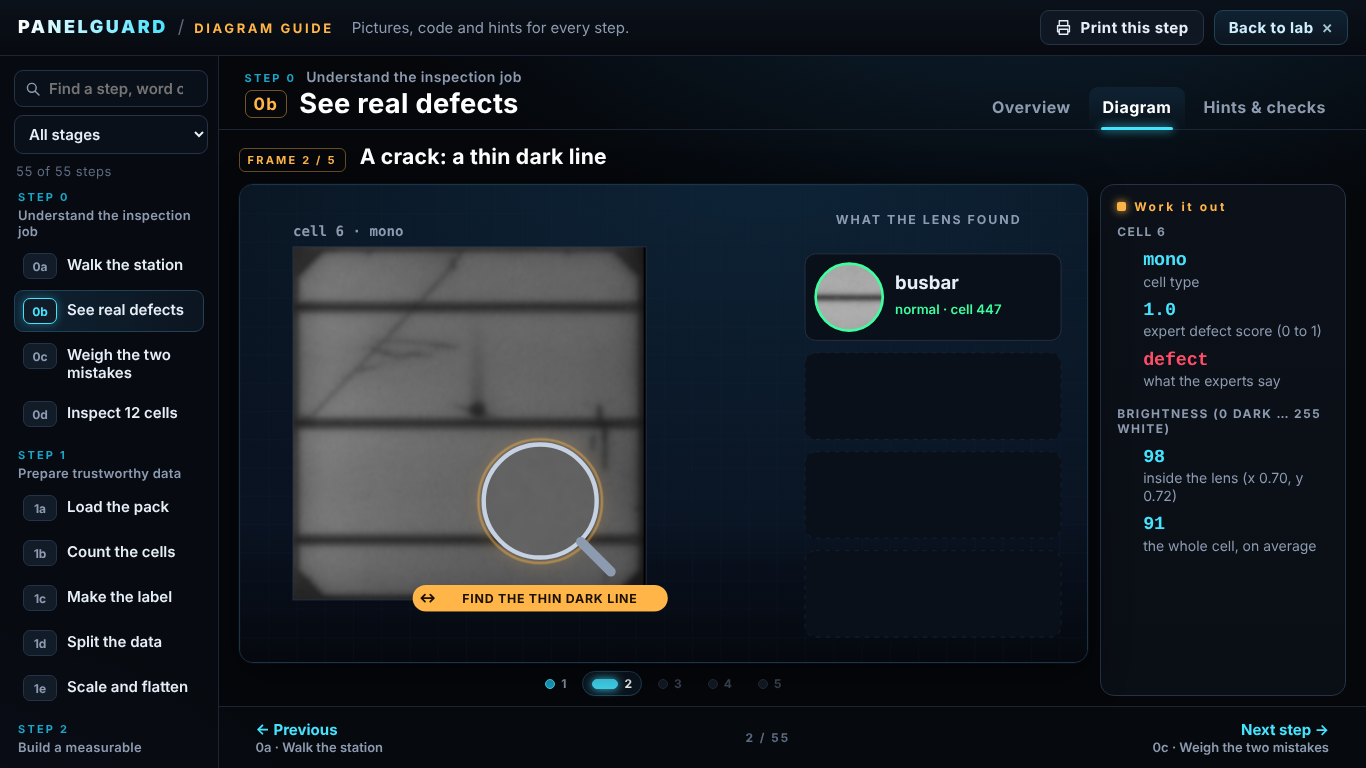 PANELGUARD / DIAGRAM GUIDE Pictures, code and hints for every step.
Print this step
Back to lab ×
Find a step, word c
All stages
55 of 55 steps
STEP 0
Understand the inspection
job
0a Walk the station
0b See real defects
0c Weigh the two
mistakes
0d Inspect 12 cells
STEP 1
Prepare trustworthy data
1a Load the pack
1b Count the cells
1c Make the label
1d Split the data
1e Scale and flatten
STEP 2
Build a measurable
STEP 0 Understand the inspection job
0b See real defects
Overview
Diagram
Hints & checks
FRAME 2 / 5 A crack: a thin dark line
cell 6 · mono
FIND THE THIN DARK LINE
WHAT THE LENS FOUND
busbar
normal · cell 447
1
2
3
4
5
Work it out
CELL 6
mono
cell type
1.0
expert defect score (0 to 1)
defect
what the experts say
BRIGHTNESS (0 DARK … 255
WHITE)
98
inside the lens (x 0.70, y
0.72)
91
the whole cell, on average
← Previous
0a · Walk the station
2 / 55
Next step →
0c · Weigh the two mistakes